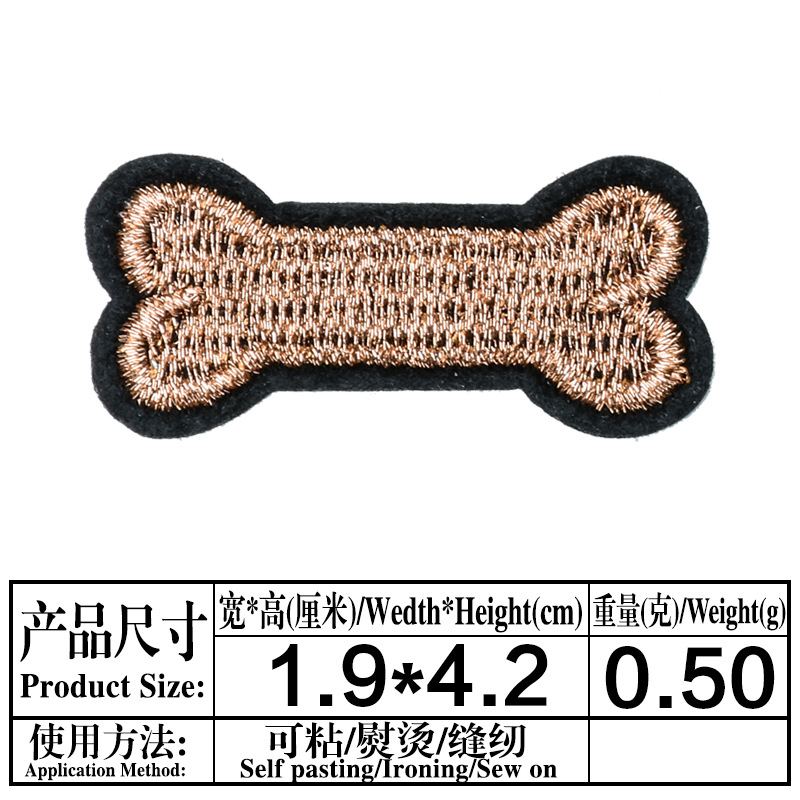 产品尺寸
Product Size:
宽*高(厘米)/Wedth*Height(cm)
1.9*4.2
重量(克)/Weight(g)
0.50
使用方法:
Application Method:
可粘/熨烫/缝纫
Self pasting/Ironing/Sew on